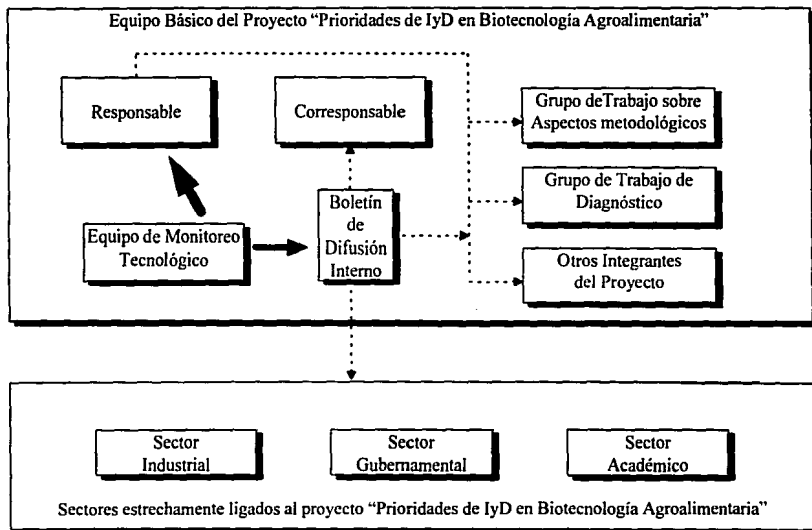 Equipo Básico del Proyecto “Prioridades de IyD en Biotecnología Agroalimentaria”
Responsable
Corresponsable
Grupo deTrabajo sobre
Aspectos metodológicos
Grupo de Trabajo de
Diagnóstico
Boletín
de
Difusión
Interno
Equipo de Monitoreo
Tecnológico
Otros Integrantes
del Proyecto
Sector
Industrial
Sector
Gubernamental
Sector
Académico
Sectores estrechamente ligados al proyecto “Prioridades de IyD en Biotecnología Agroalimentaria”